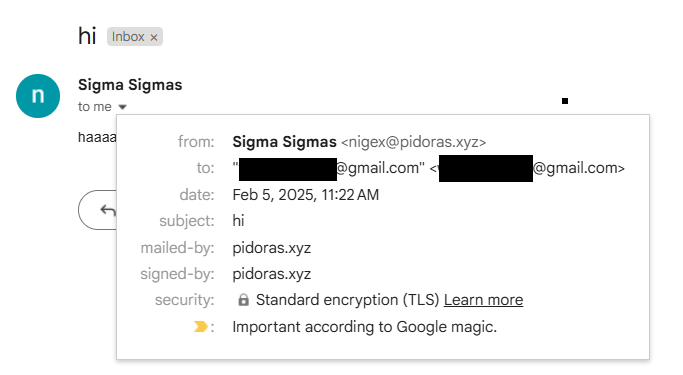 hi Inbox ×
n
Sigma Sigmas
to me
haaaa
from: Sigma Sigmas <nigex@pidoras.xyz>
to: " @gmail.com" < @gmail.com>
date: Feb 5, 2025, 11:22 AM
subject: hi
mailed-by: pidoras.xyz
signed-by: pidoras.xyz
security: Standard encryption (TLS) Learn more
: Important according to Google magic.